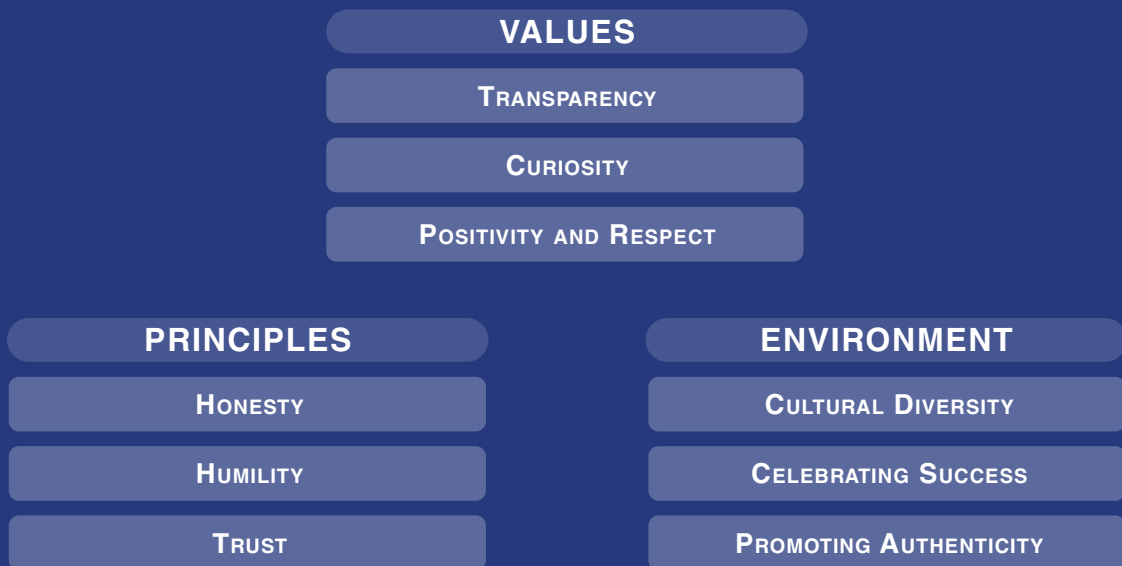 VALUES
Transparency
Curiosity
Positivity and Respect
PRINCIPLES
Honesty
Humility
Trust
ENVIRONMENT
Cultural Diversity
Celebrating Success
Promoting Authenticity